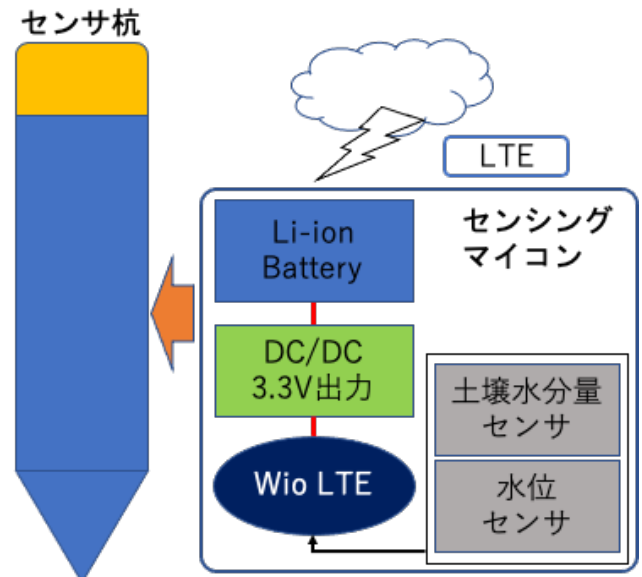 センサ杭
LTE
センシング
マイコン
Li-ion
Battery
DC/DC
3.3V出力
Wio LTE
土壌水分量
センサ
水位
センサ